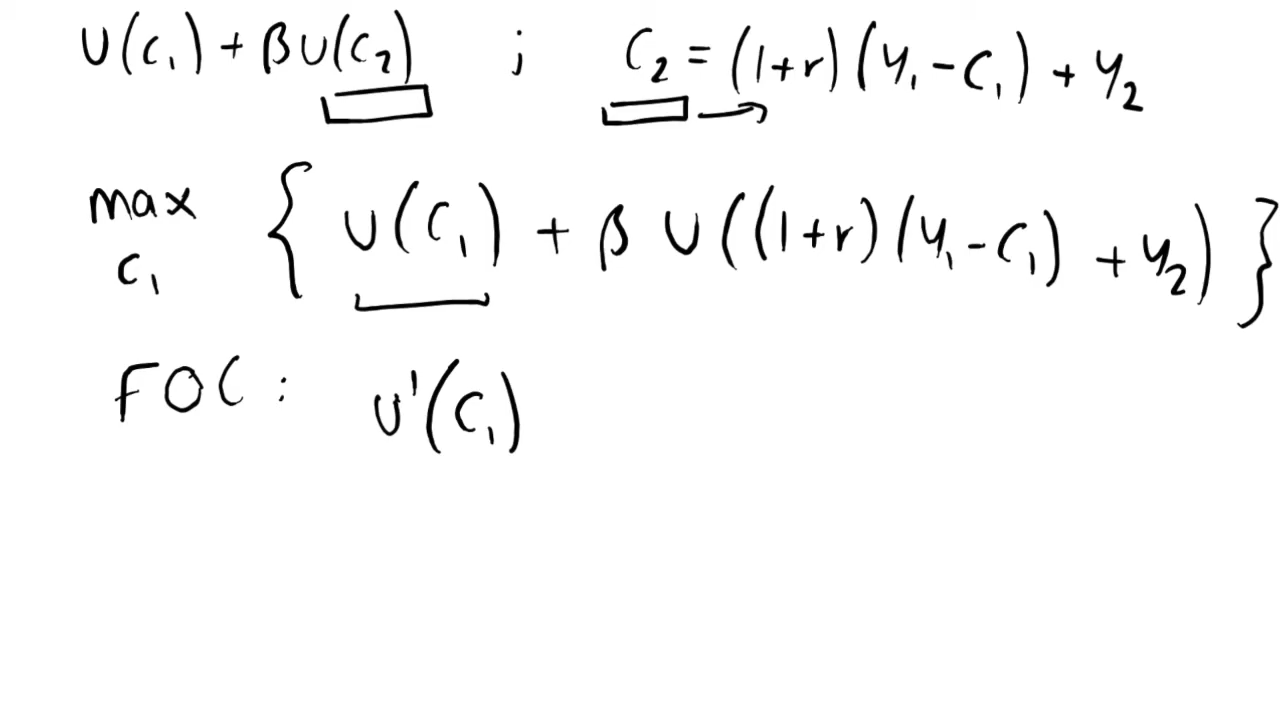 U(C₁) + βU(C₂) ; C₂ = (1+r)(y₁ - C₁) + y₂
max { U(C₁) + β U((1+r)(y₁ - C₁) + y₂) }
C₁
FOC : U'(C₁)